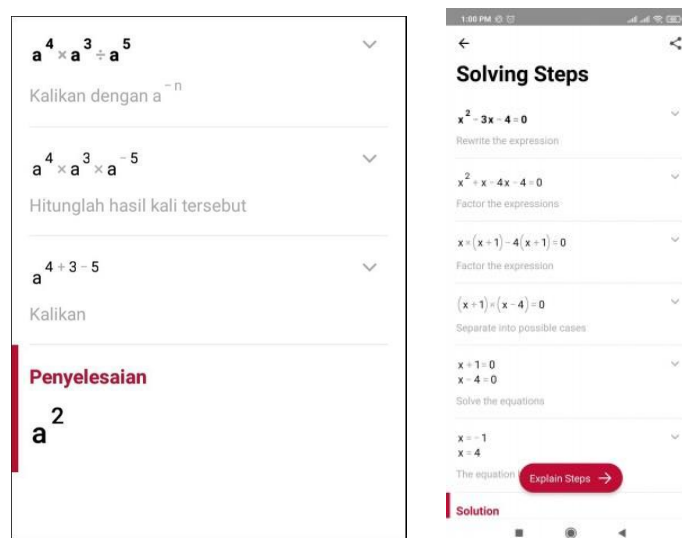 a⁴ × a³ ÷ a⁵
Kalikan dengan a⁻ⁿ
a⁴ × a³ × a⁻⁵
Hitunglah hasil kali tersebut
a⁴⁺³⁻⁵
Kalikan
Penyelesaian
a²
1:00 PM
Solving Steps
x² - 3x - 4 = 0
Rewrite the expression
x² + x - 4x - 4 = 0
Factor the expressions
x × (x + 1) - 4(x + 1) = 0
Factor the expression
(x + 1) × (x - 4) = 0
Separate into possible cases
x + 1 = 0
x - 4 = 0
Solve the equations
x = - 1
x = 4
The equation
Explain Steps →
Solution